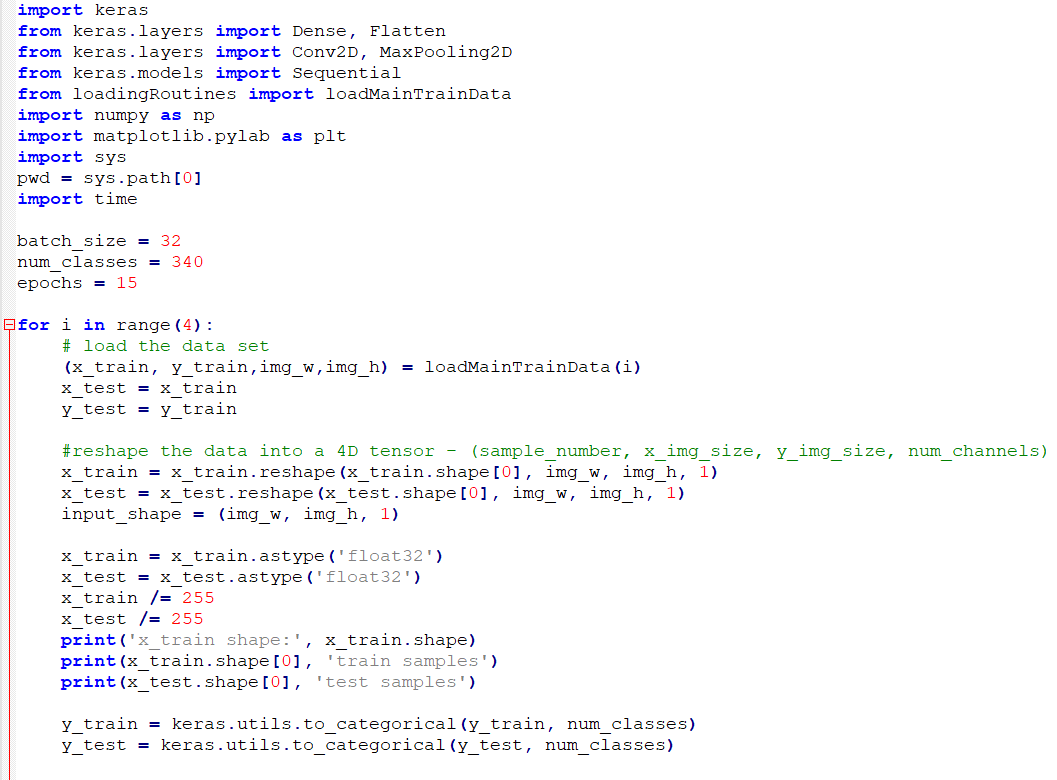 import keras
from keras.layers import Dense, Flatten
from keras.layers import Conv2D, MaxPooling2D
from keras.models import Sequential
from loadingRoutines import loadMainTrainData
import numpy as np
import matplotlib.pylab as plt
import sys
pwd = sys.path[0]
import time

batch_size = 32
num_classes = 340
epochs = 15

for i in range(4):
    # load the data set
    (x_train, y_train,img_w,img_h) = loadMainTrainData(i)
    x_test = x_train
    y_test = y_train

    #reshape the data into a 4D tensor - (sample_number, x_img_size, y_img_size, num_channels)
    x_train = x_train.reshape(x_train.shape[0], img_w, img_h, 1)
    x_test = x_test.reshape(x_test.shape[0], img_w, img_h, 1)
    input_shape = (img_w, img_h, 1)

    x_train = x_train.astype('float32')
    x_test = x_test.astype('float32')
    x_train /= 255
    x_test /= 255
    print('x_train shape:', x_train.shape)
    print(x_train.shape[0], 'train samples')
    print(x_test.shape[0], 'test samples')

    y_train = keras.utils.to_categorical(y_train, num_classes)
    y_test = keras.utils.to_categorical(y_test, num_classes)